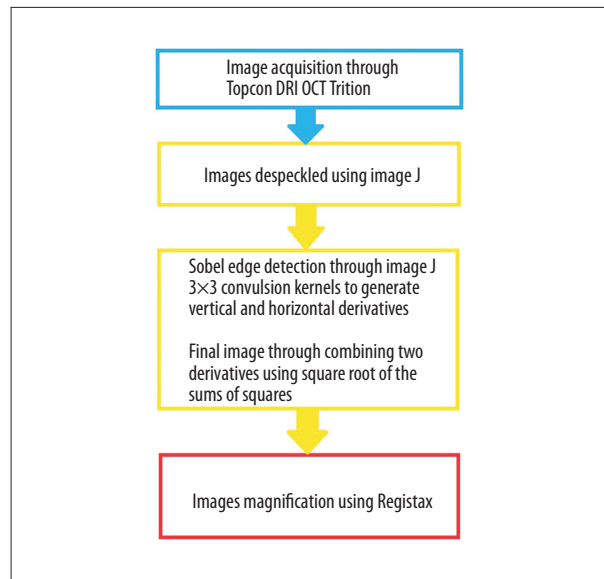 Image acquisition through
Topcon DRI OCT Trition
Images despeckled using image J
Sobel edge detection through image J
3×3 convulsion kernels to generate
vertical and horizontal derivatives
Final image through combining two
derivatives using square root of the
sums of squares
Images magnification using Registax